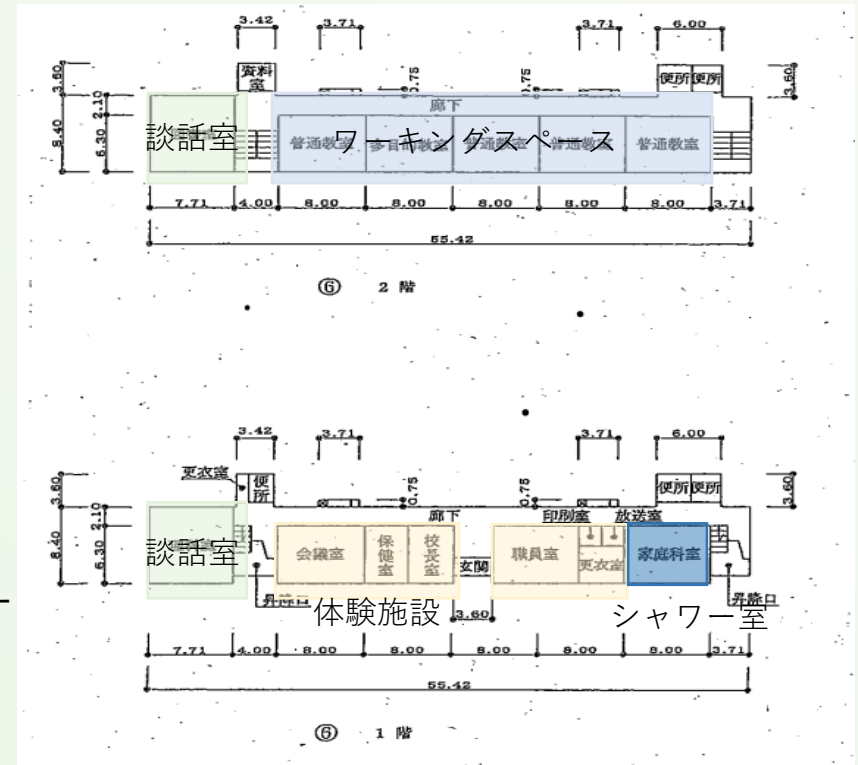 3.42 3.71 3.71 6.00
3.60 資料室 0.75 0.75 便所 便所 3.60
8.40 2.10 6.30 廊下
談話室 ワーキングスペース
普通教室 普通教室 普通教室 普通教室
7.71 4.00 8.00 8.00 8.00 8.00 8.00 3.71
55.42
⑥ 2 階
3.42 3.71 3.71 6.00
更衣室
3.60 便所 0.75 0.75 便所 便所 3.60
8.40 2.10 6.30 廊下 印刷室 放送室
談話室 会議室 保健室 校長室 玄関 職員室 更衣室 家庭科室
昇降口 体験施設 3.60 シャワー室 昇降口
7.71 4.00 8.00 8.00 8.00 8.00 8.00 3.71
55.42
⑥ 1 階